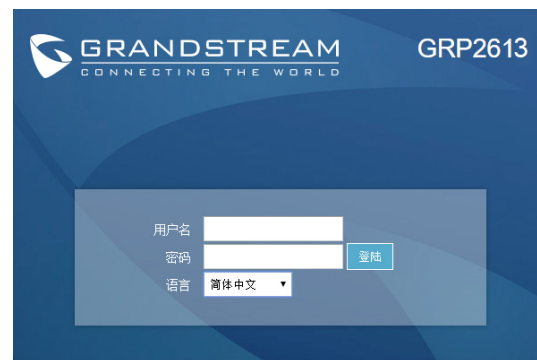 GRANDSTREAM
CONNECTING THE WORLD
GRP2613
用户名
密码
登陆
语言
简体中文